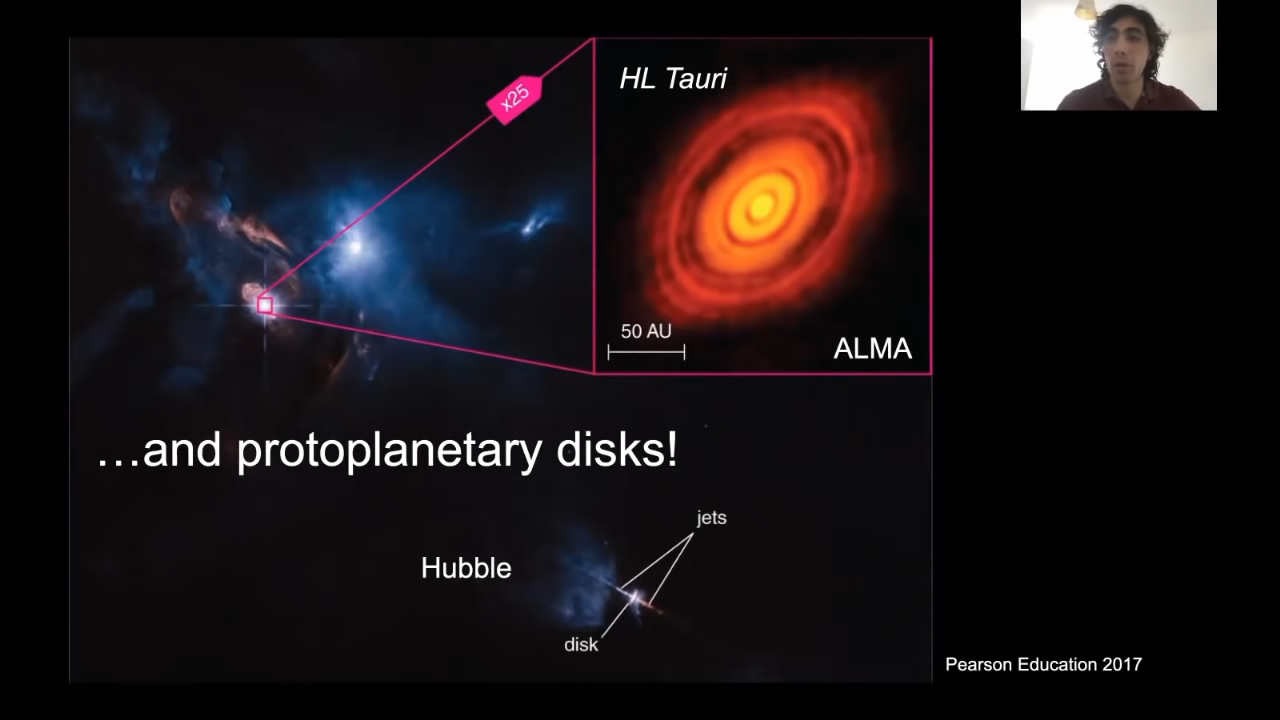 x25
HL Tauri
50 AU
ALMA
…and protoplanetary disks!
jets
Hubble
disk
Pearson Education 2017